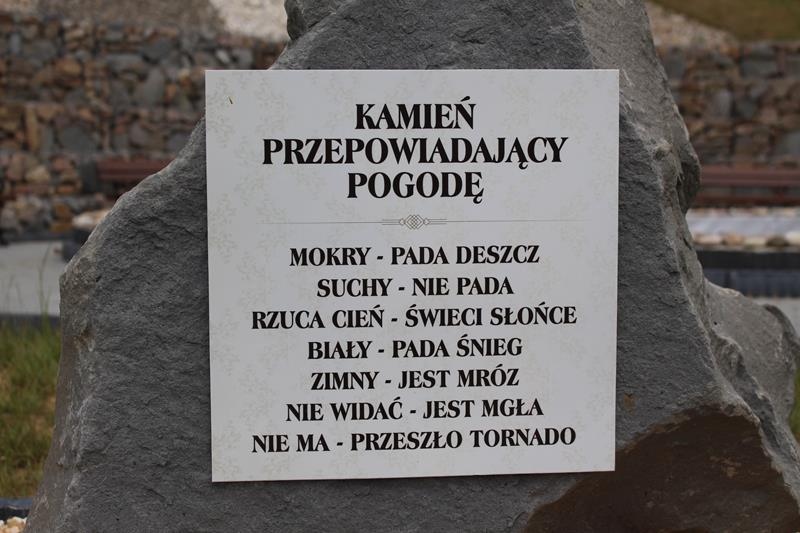 KAMIEŃ
PRZEPOWIADAJĄCY
POGODĘ
MOKRY - PADA DESZCZ
SUCHY - NIE PADA
RZUCA CIEŃ - ŚWIECI SŁOŃCE
BIAŁY - PADA ŚNIEG
ZIMNY - JEST MRÓZ
NIE WIDAĆ - JEST MGŁA
NIE MA - PRZESZŁO TORNADO